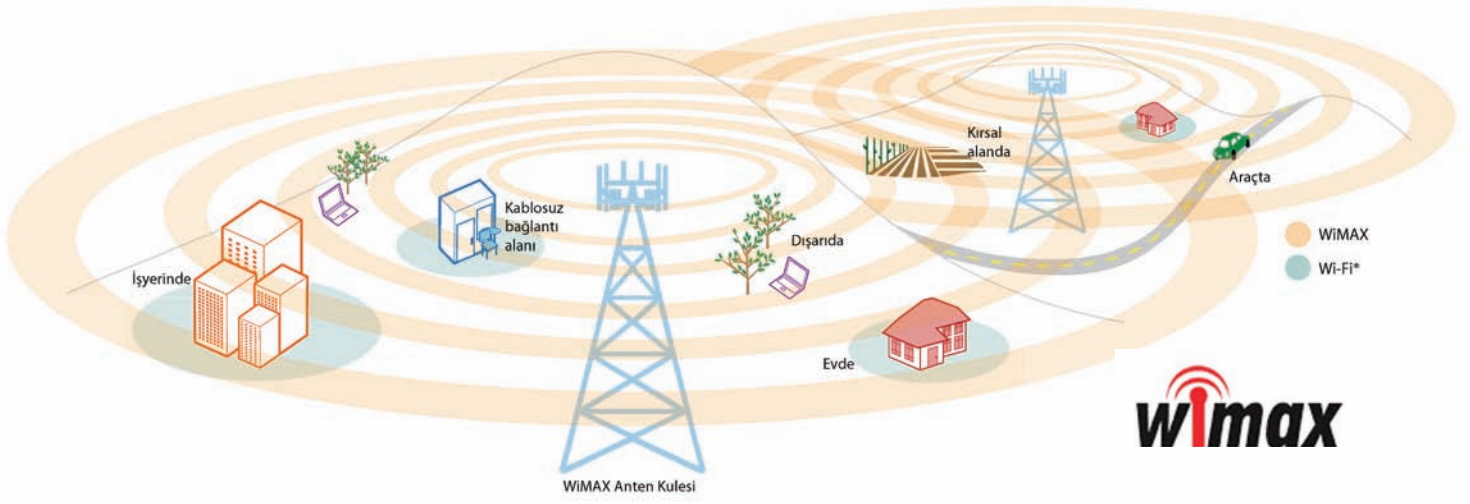 Kırsal
alanda
Araçta
Kablosuz
bağlantı
alanı
Dışarıda
WiMAX
Wi-Fi*
İşyerinde
Evde
wimax
WiMAX Anten Kulesi